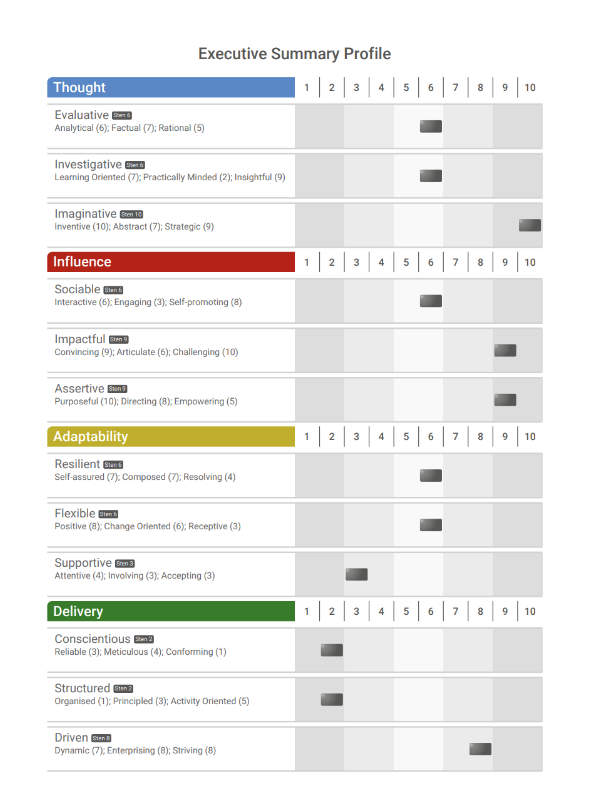 Executive Summary Profile
Thought 1 2 3 4 5 6 7 8 9 10
Evaluative Sten 6
Analytical (6); Factual (7); Rational (5)
Investigative Sten 6
Learning Oriented (7); Practically Minded (2); Insightful (9)
Imaginative Sten 10
Inventive (10); Abstract (7); Strategic (9)
Influence 1 2 3 4 5 6 7 8 9 10
Sociable Sten 6
Interactive (6); Engaging (3); Self-promoting (8)
Impactful Sten 9
Convincing (9); Articulate (6); Challenging (10)
Assertive Sten 9
Purposeful (10); Directing (8); Empowering (5)
Adaptability 1 2 3 4 5 6 7 8 9 10
Resilient Sten 6
Self-assured (7); Composed (7); Resolving (4)
Flexible Sten 6
Positive (8); Change Oriented (6); Receptive (3)
Supportive Sten 3
Attentive (4); Involving (3); Accepting (3)
Delivery 1 2 3 4 5 6 7 8 9 10
Conscientious Sten 2
Reliable (3); Meticulous (4); Conforming (1)
Structured Sten 2
Organised (1); Principled (3); Activity Oriented (5)
Driven Sten 8
Dynamic (7); Enterprising (8); Striving (8)